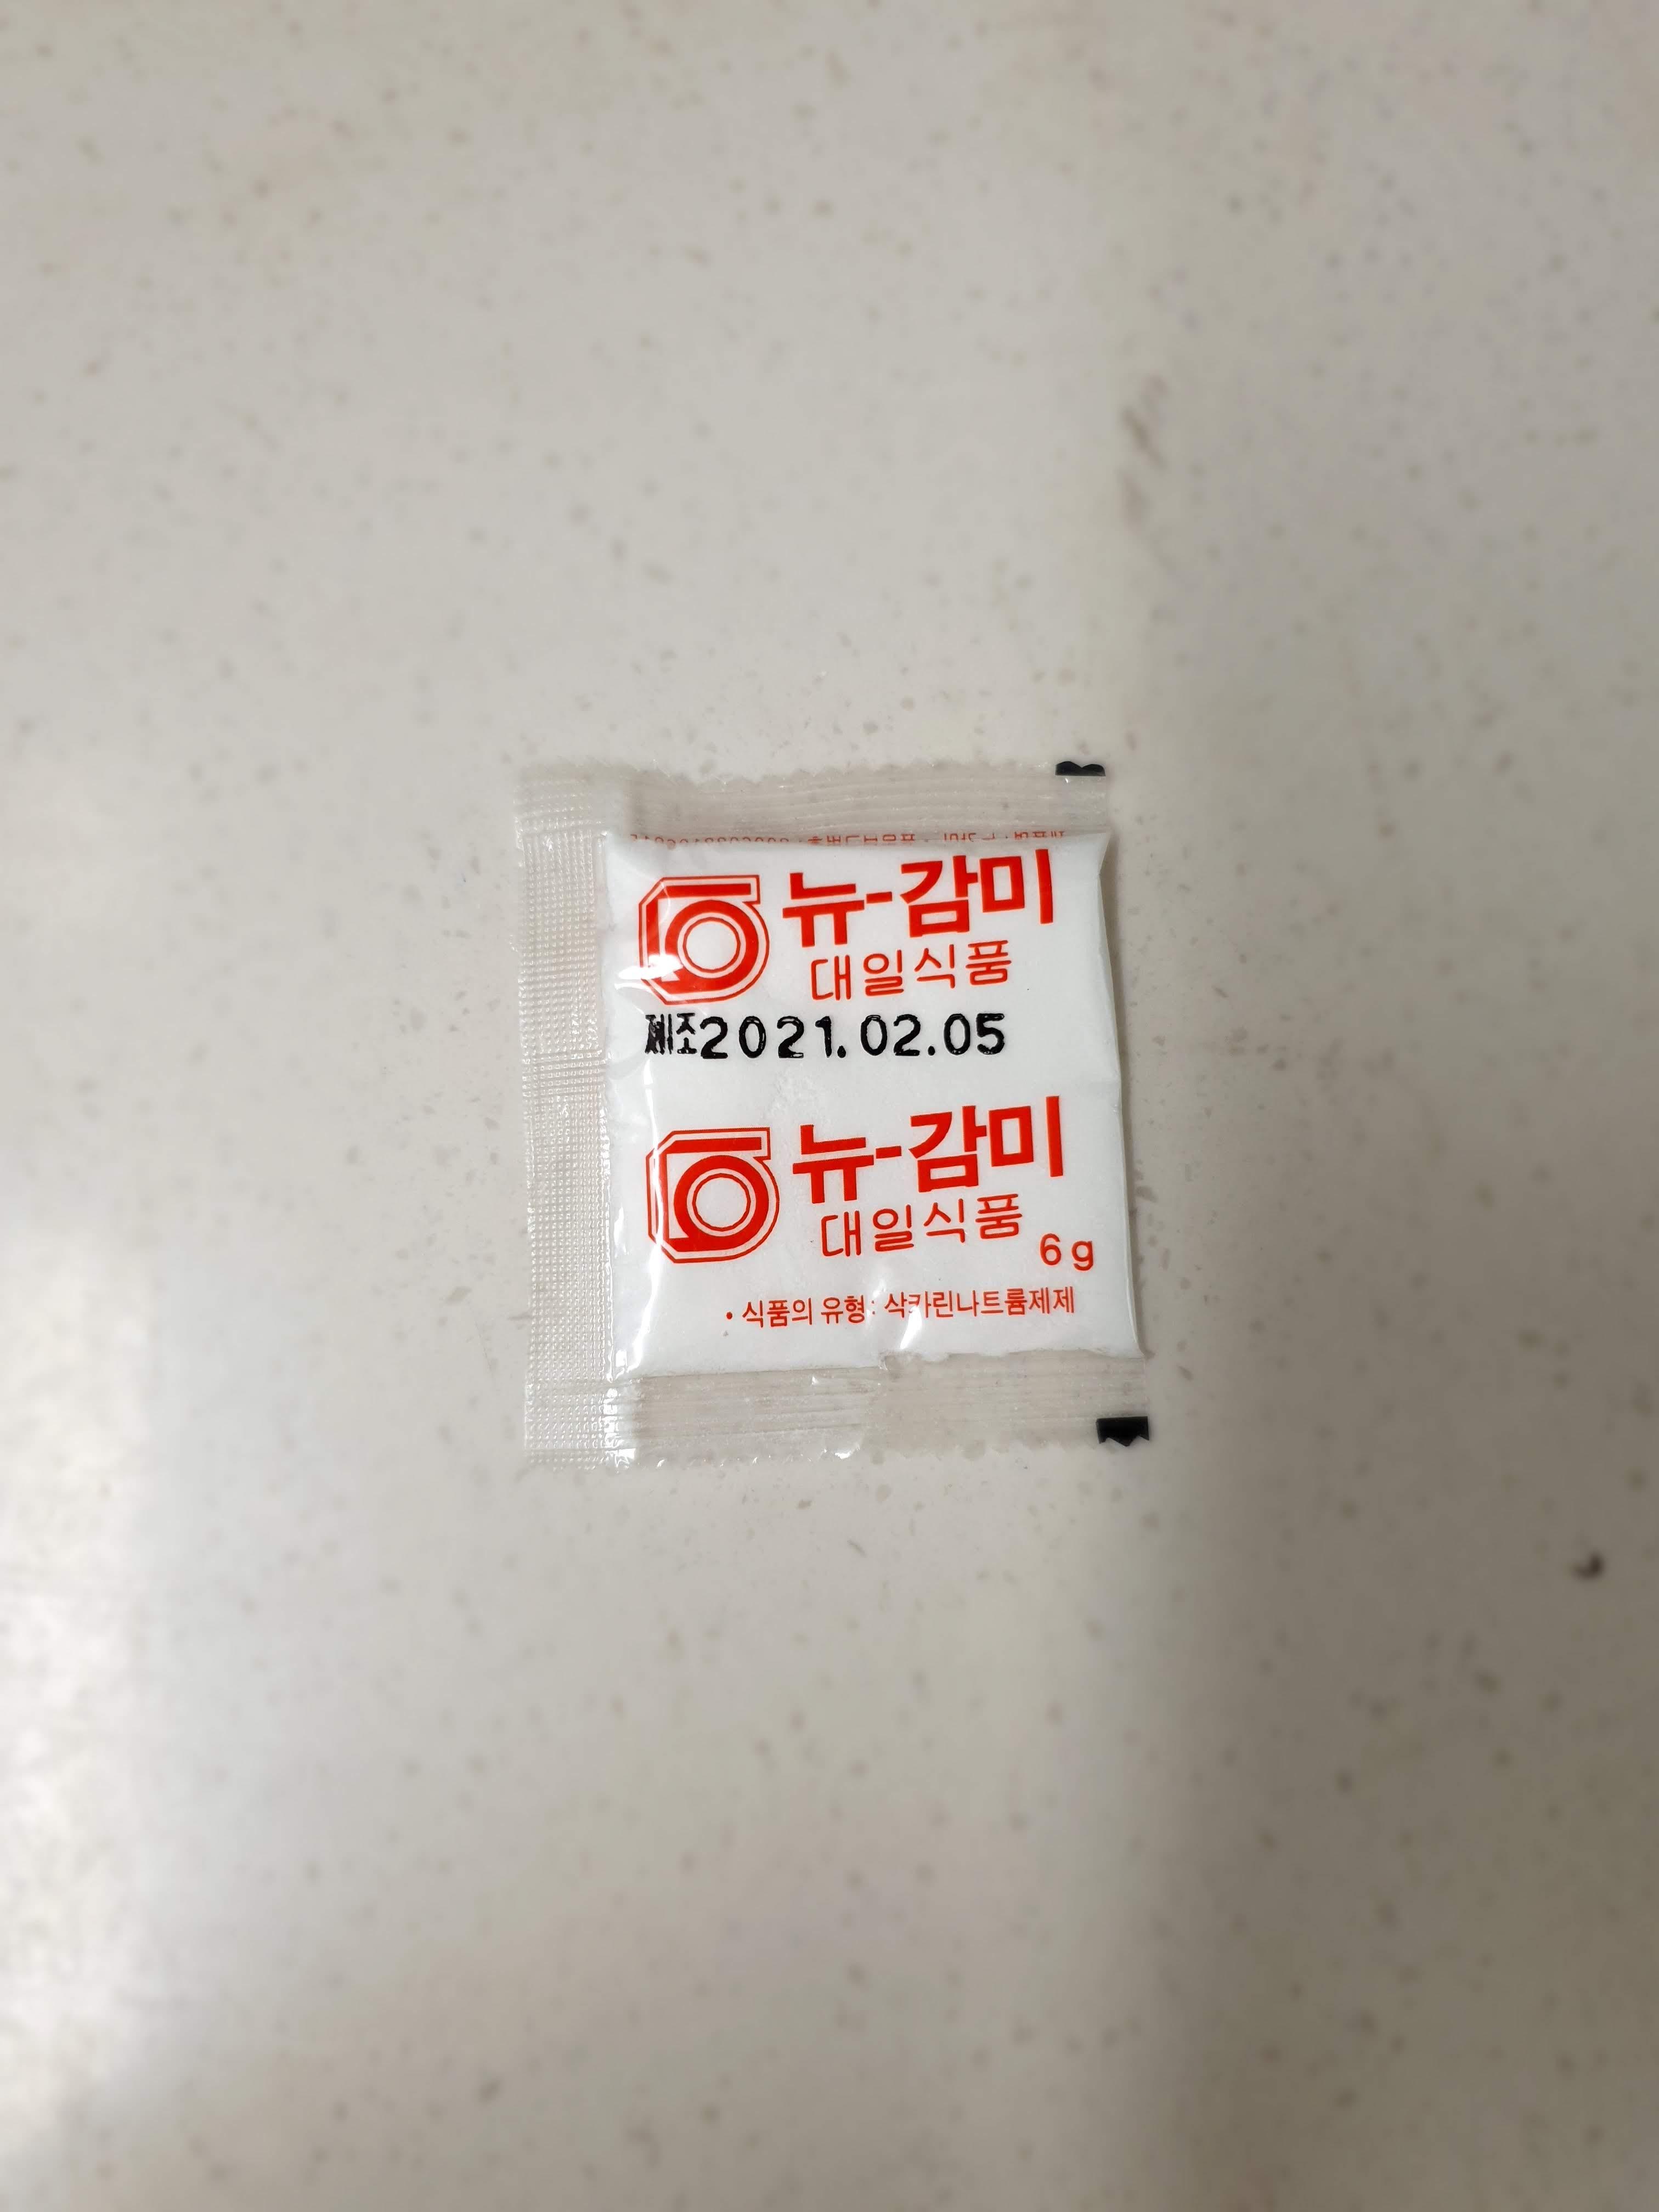 뉴-감미
대일식품
제조2021.02.05
뉴-감미
대일식품
6g
• 식품의 유형: 삭카린나트륨제제